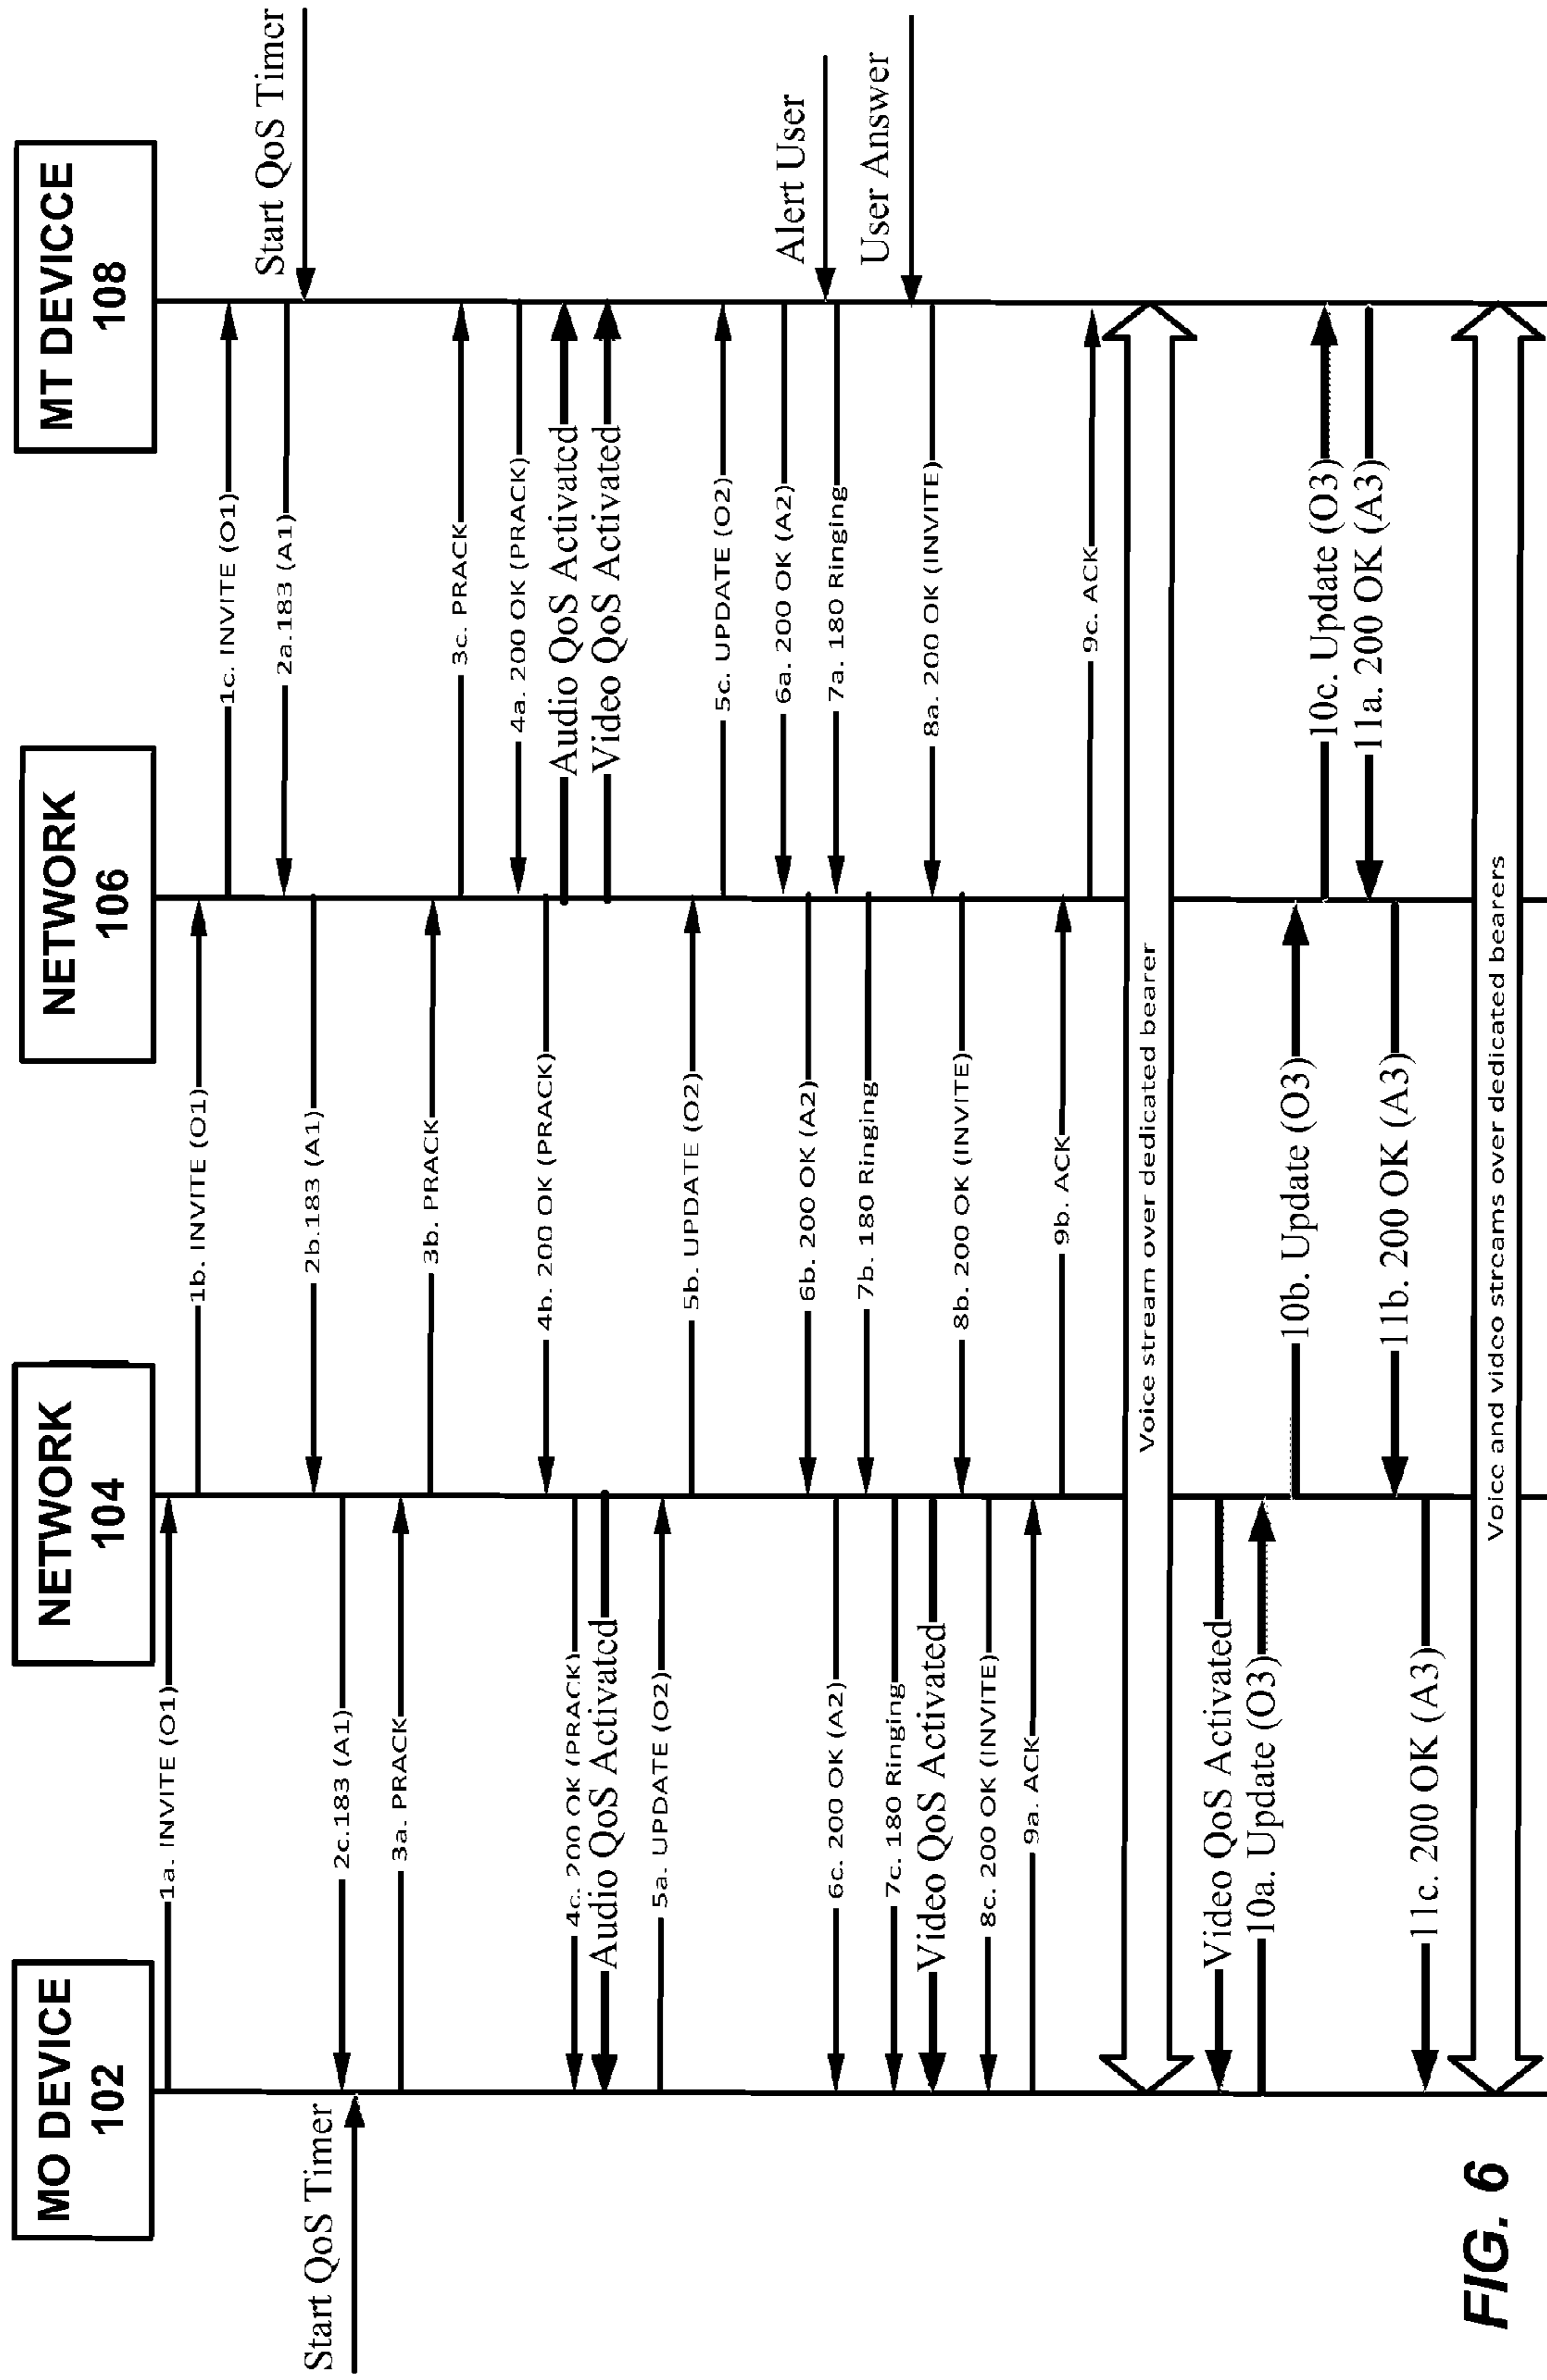 MO DEVICE
102
NETWORK
104
NETWORK
106
MT DEVICCE
108
1a. INVITE (O1)
1b. INVITE (O1)
1c. INVITE (O1)
2a.183 (A1)
Start QoS Timer
2b.183 (A1)
2c.183 (A1)
Start QoS Timer
3a. PRACK
3b. PRACK
3c. PRACK
4a. 200 OK (PRACK)
4b. 200 OK (PRACK)
Audio QoS Activated
4c. 200 OK (PRACK)
Audio QoS Activated
Video QoS Activated
5a. UPDATE (O2)
5b. UPDATE (O2)
5c. UPDATE (O2)
6a. 200 OK (A2)
6b. 200 OK (A2)
Alert User
6c. 200 OK (A2)
7a. 180 Ringing
7b. 180 Ringing
7c. 180 Ringing
User Answer
Video QoS Activated
8a. 200 OK (INVITE)
8b. 200 OK (INVITE)
8c. 200 OK (INVITE)
9a. ACK
9b. ACK
9c. ACK
Voice stream over dedicated bearer
Video QoS Activated
10a. Update (O3)
10b. Update (O3)
10c. Update (O3)
11a. 200 OK (A3)
11b. 200 OK (A3)
11c. 200 OK (A3)
Voice and video streams over dedicated bearers
FIG. 6